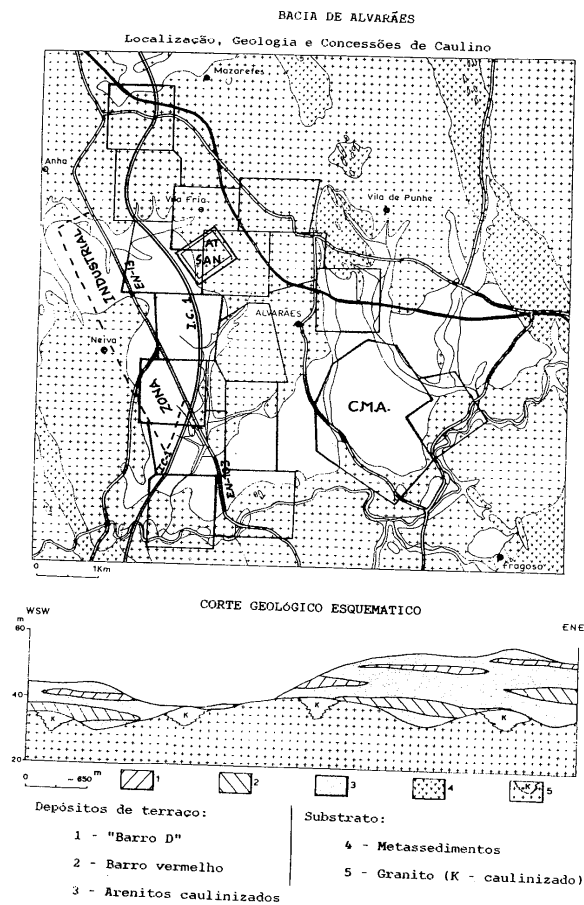 BACIA DE ALVARÃES
Localização, Geologia e Concessões de Caulino
Mazarefes
Anha
Vila Fria
Vila de Punhe
AT
SAN
INDUSTRIAL
EN-13
I.C. 1
ALVARÃES
Neiva
ZONA
C.M.A.
I.C.-1
EN-103
Fragoso
0 1Km
CORTE GEOLÓGICO ESQUEMATICO
WSW
ENE
m
60
40
20
K
K
K
K
0 ~ 650 m
1
2
3
4
K
5
Depósitos de terraço:
1 - "Barro D"
2 - Barro vermelho
3 - Arenitos caulinizados
Substrato:
4 - Metassedimentos
5 - Granito (K - caulinizado)